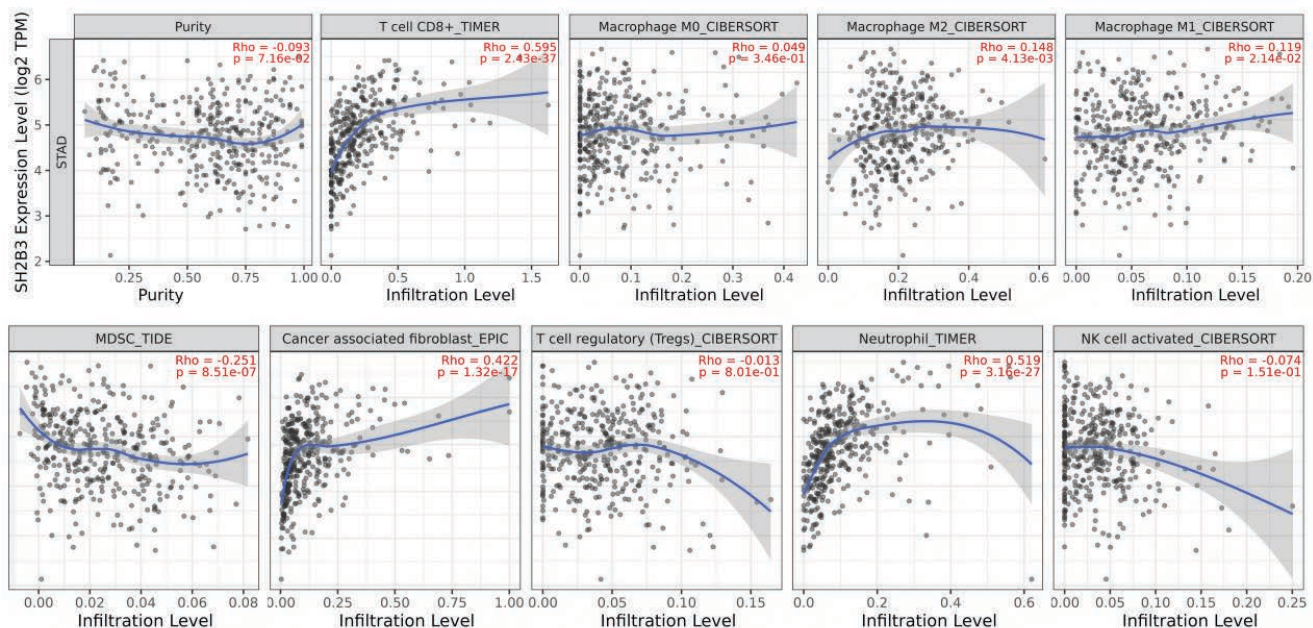 Purity
T cell CD8+_TIMER
Macrophage M0_CIBERSORT
Macrophage M2_CIBERSORT
Macrophage M1_CIBERSORT
SH2B3 Expression Level (log2 TPM)
STAD
Rho = -0.093
p = 7.16e-02
Rho = 0.595
p = 2.43e-37
Rho = 0.049
p = 3.46e-01
Rho = 0.148
p = 4.13e-03
Rho = 0.119
p = 2.14e-02
6
5
4
3
2
0.25 0.50 0.75 1.00
0.0 0.5 1.0 1.5
0.0 0.1 0.2 0.3 0.4
0.0 0.2 0.4 0.6
0.00 0.05 0.10 0.15 0.20
Purity
Infiltration Level
Infiltration Level
Infiltration Level
Infiltration Level
MDSC_TIDE
Cancer associated fibroblast_EPIC
T cell regulatory (Tregs)_CIBERSORT
Neutrophil_TIMER
NK cell activated_CIBERSORT
Rho = -0.251
p = 8.51e-07
Rho = 0.422
p = 1.32e-17
Rho = -0.013
p = 8.01e-01
Rho = 0.519
p = 3.16e-27
Rho = -0.074
p = 1.51e-01
0.00 0.02 0.04 0.06 0.08
0.00 0.25 0.50 0.75 1.00
0.00 0.05 0.10 0.15
0.0 0.2 0.4 0.6
0.00 0.05 0.10 0.15 0.20 0.25
Infiltration Level
Infiltration Level
Infiltration Level
Infiltration Level
Infiltration Level